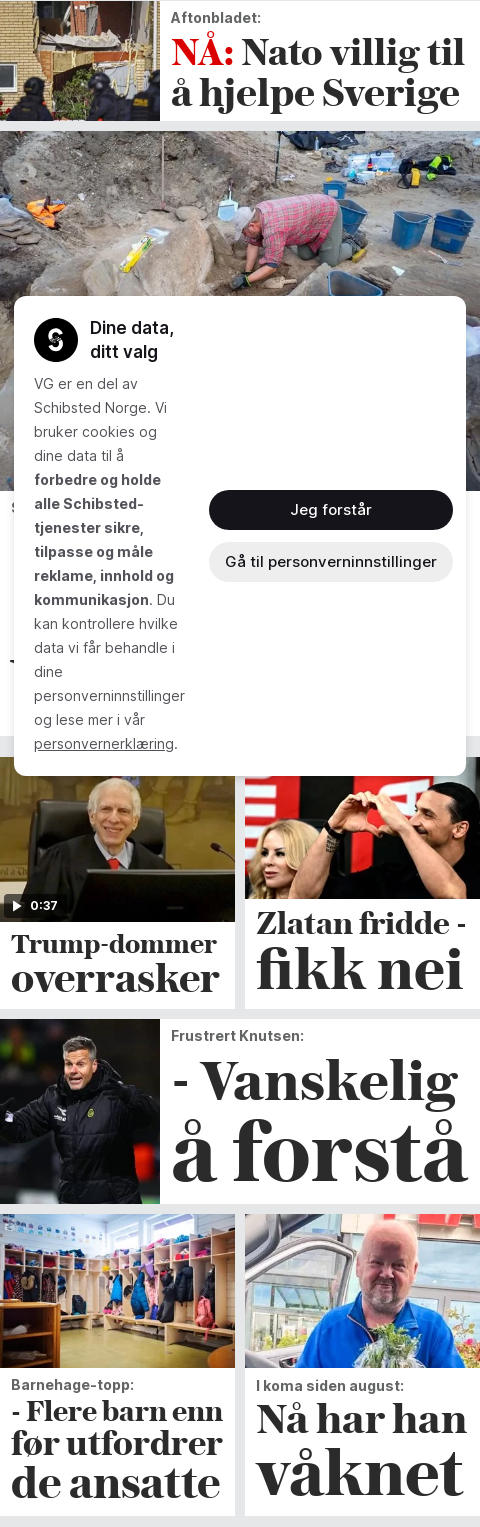 Aftonbladet:
NÅ: Nato villig til
å hjelpe Sverige
Dine data,
ditt valg
VG er en del av
Schibsted Norge. Vi
bruker cookies og
dine data til å
forbedre og holde
alle Schibsted-
tjenester sikre,
tilpasse og måle
reklame, innhold og
kommunikasjon. Du
kan kontrollere hvilke
data vi får behandle i
dine
personverninnstillinger
og lese mer i vår
personvernerklæring.
Jeg forstår
Gå til personverninnstillinger
0:37
Trump-dommer
overrasker
Zlatan fridde -
fikk nei
Frustrert Knutsen:
- Vanskelig
å forstå
Barnehage-topp:
- Flere barn enn
før utfordrer
de ansatte
I koma siden august:
Nå har han
våknet